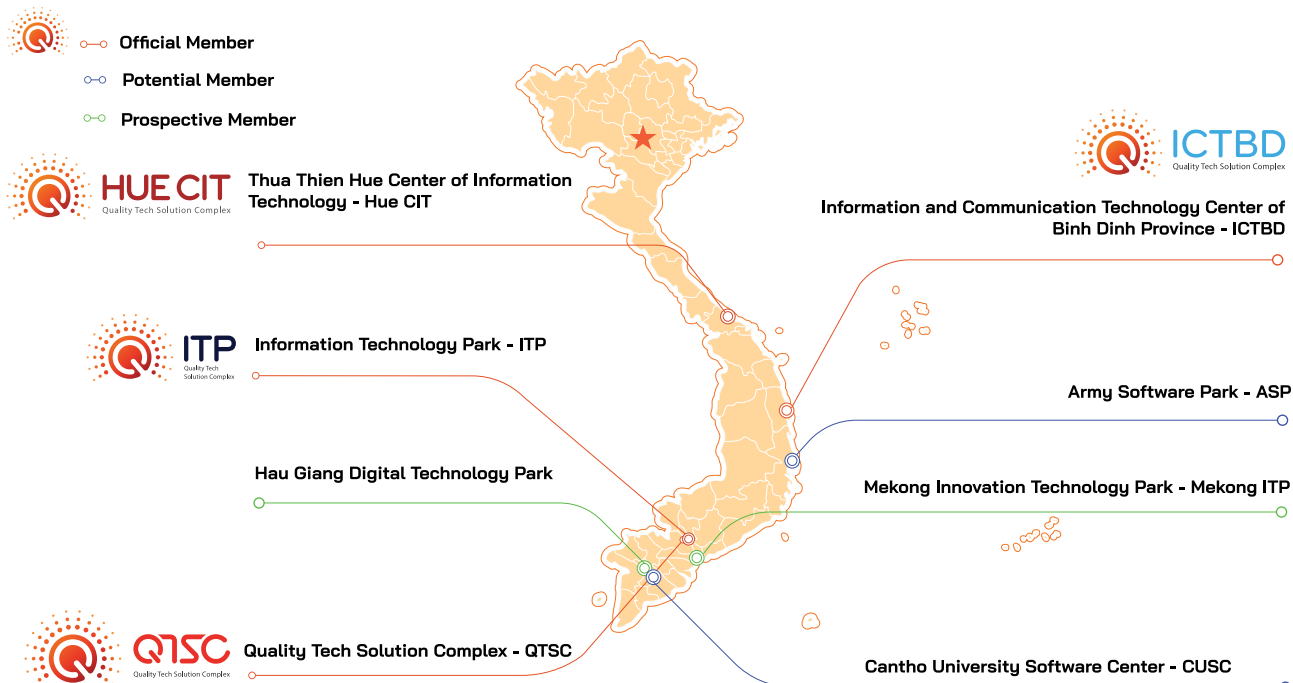 Official Member
Potential Member
Prospective Member
HUE CIT
Quality Tech Solution Complex
Thua Thien Hue Center of Information
Technology - Hue CIT
ICTBD
Quality Tech Solution Complex
Information and Communication Technology Center of
Binh Dinh Province - ICTBD
ITP
Quality Tech
Solution Complex
Information Technology Park - ITP
Army Software Park - ASP
Hau Giang Digital Technology Park
Mekong Innovation Technology Park - Mekong ITP
QTSC
Quality Tech Solution Complex
Quality Tech Solution Complex - QTSC
Cantho University Software Center - CUSC